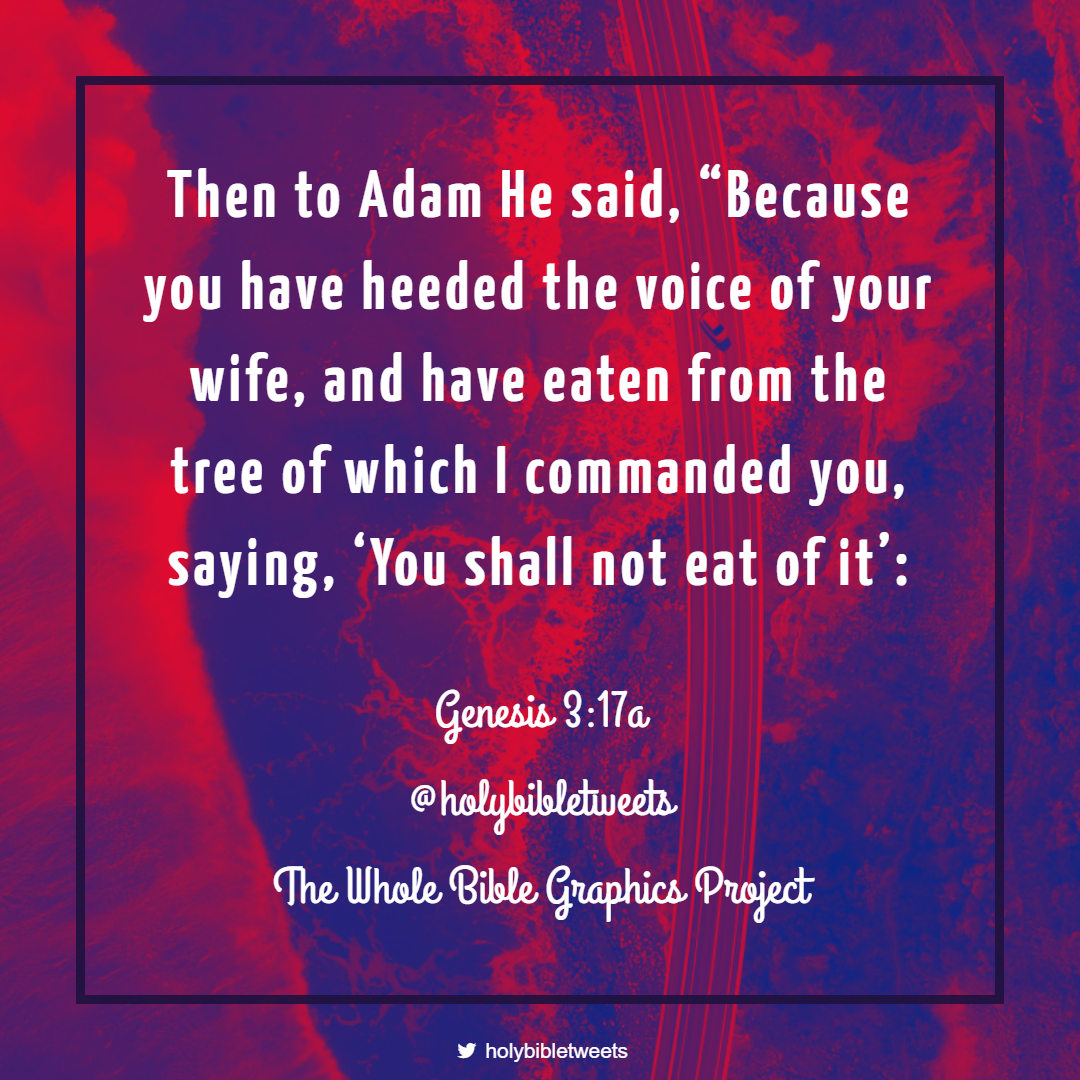 Then to Adam He said, “Because
you have heeded the voice of your
wife, and have eaten from the
tree of which I commanded you,
saying, ‘You shall not eat of it’:
Genesis 3:17a
@holybibletweets
The Whole Bible Graphics Project
holybibletweets